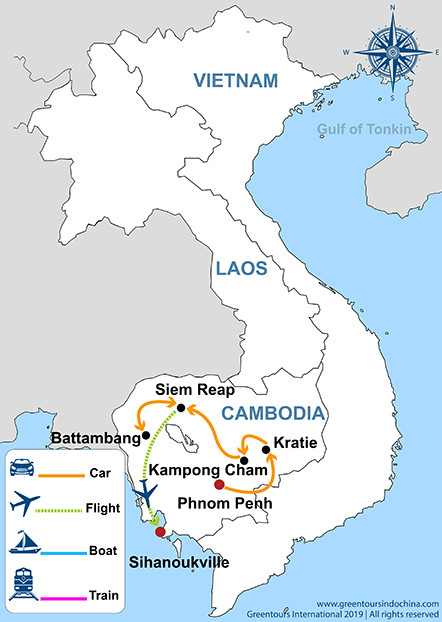 N
W
E
S
VIETNAM
Gulf of Tonkin
LAOS
Siem Reap
CAMBODIA
Battambang
Kratie
Kampong Cham
Phnom Penh
Sihanoukville
Car
Flight
Boat
Train
www.greentoursindochina.com
Greentours International 2019 | All rights reserved